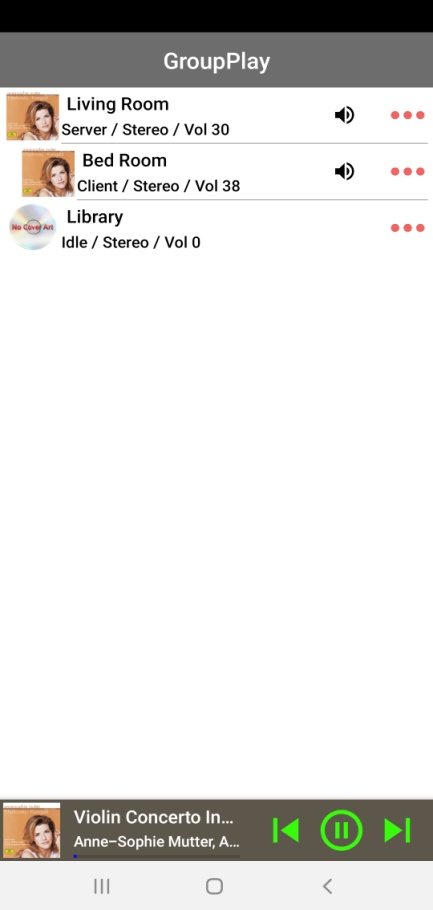 GroupPlay
Living Room
Server / Stereo / Vol 30
Bed Room
Client / Stereo / Vol 38
No Cover Art
Library
Idle / Stereo / Vol 0
Violin Concerto In...
Anne–Sophie Mutter, A...